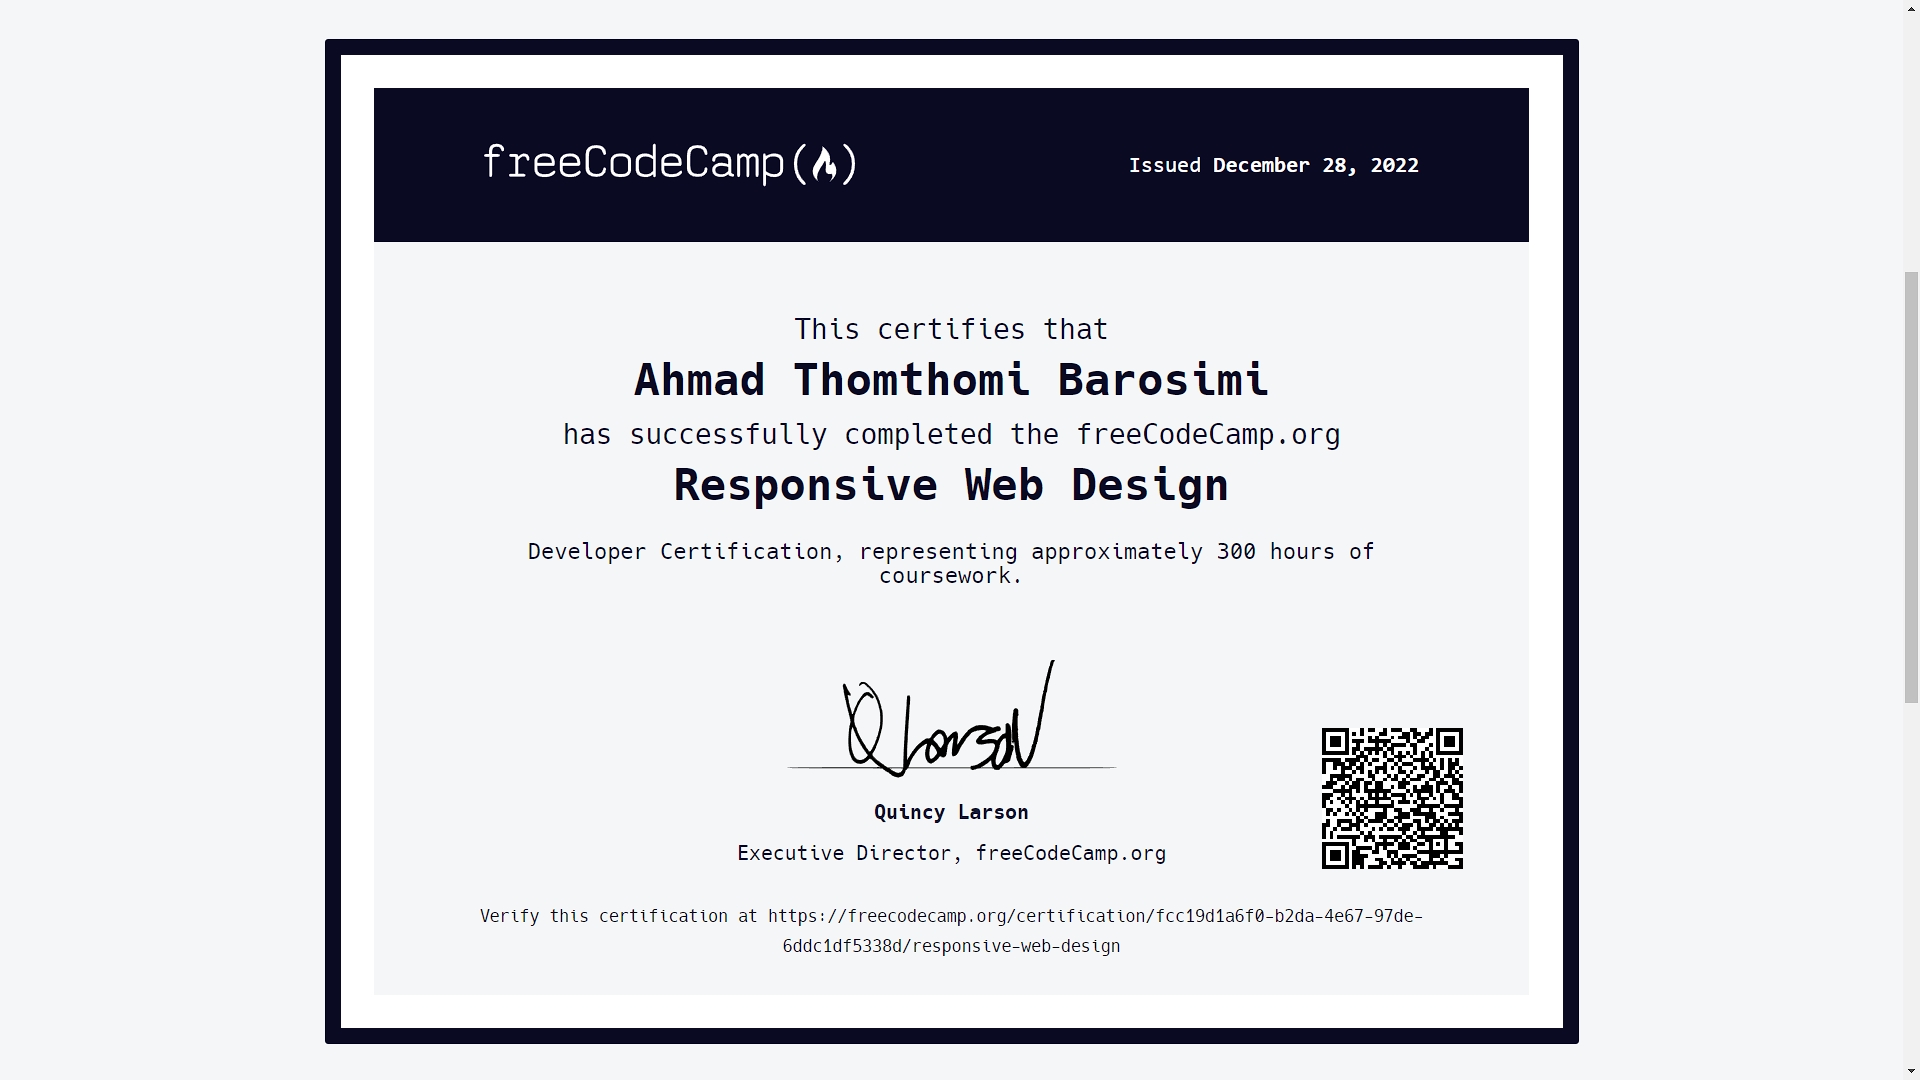 freeCodeCamp
Issued December 28, 2022
This certifies that
Ahmad Thomthomi Barosimi
has successfully completed the freeCodeCamp.org
Responsive Web Design
Developer Certification, representing approximately 300 hours of
coursework.
Q Larson
Quincy Larson
Executive Director, freeCodeCamp.org
Verify this certification at https://freecodecamp.org/certification/fcc19d1a6f0-b2da-4e67-97de-
6ddc1df5338d/responsive-web-design